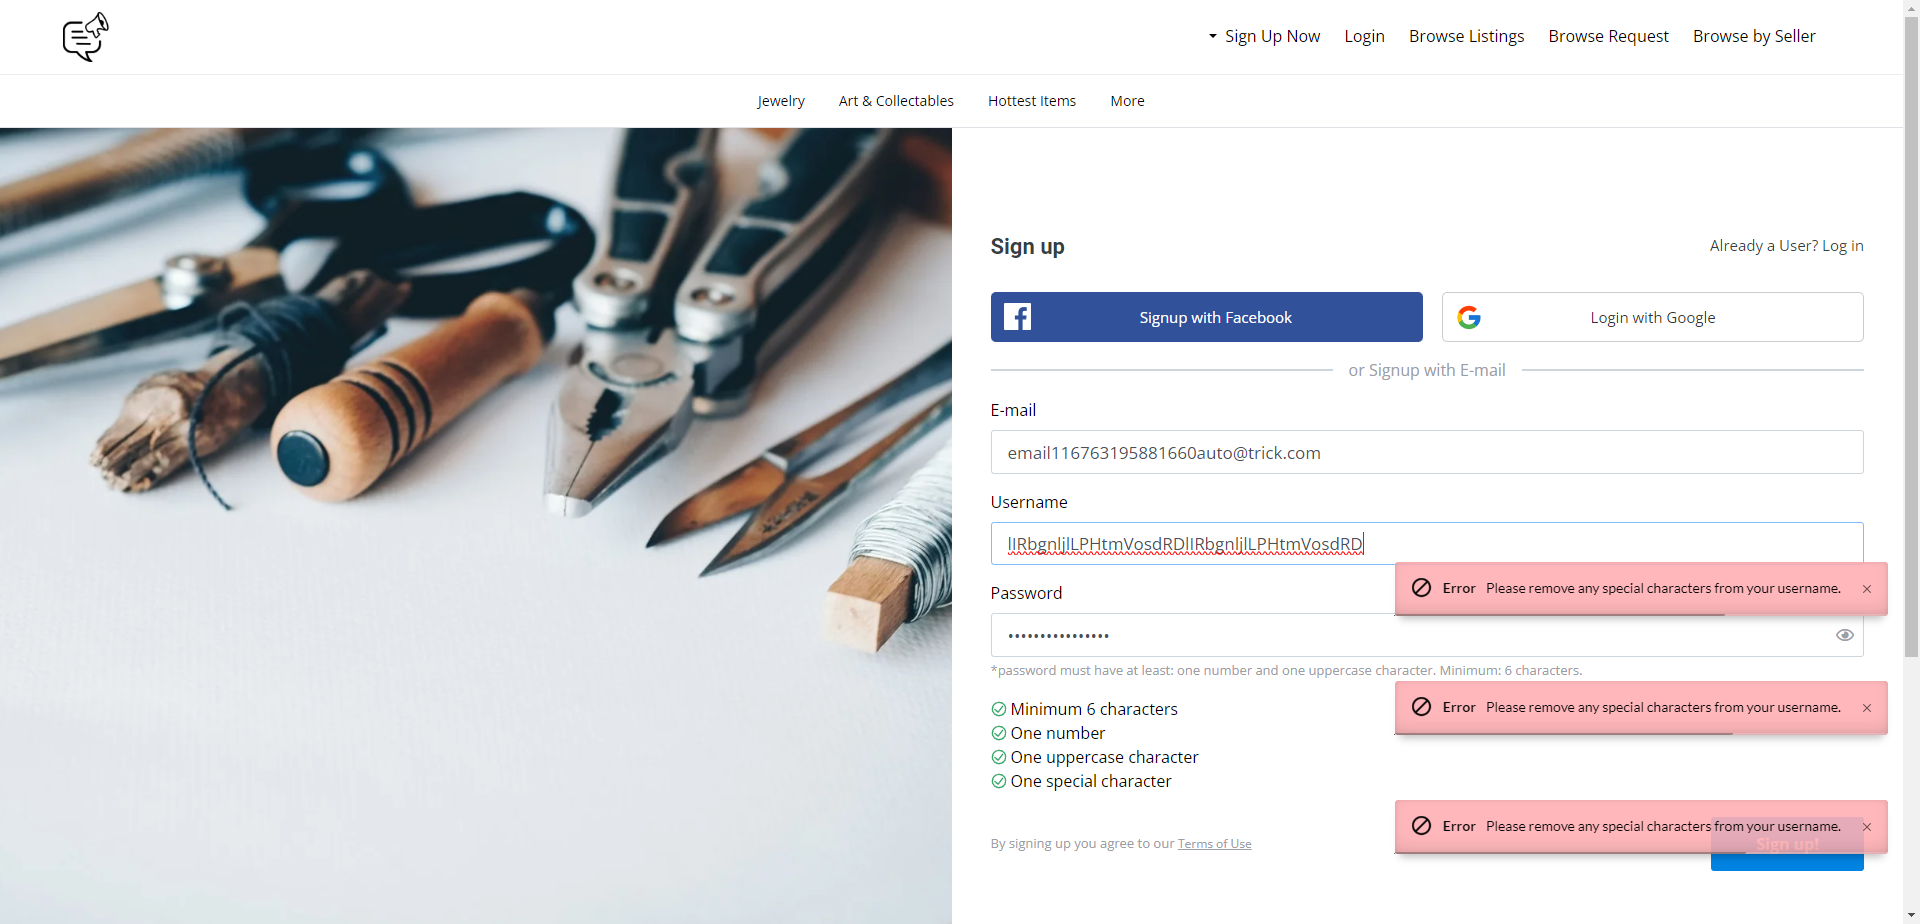 Sign Up Now Login Browse Listings Browse Request Browse by Seller
Jewelry Art & Collectables Hottest Items More
Sign up Already a User? Log in
Signup with Facebook Login with Google
or Signup with E-mail
E-mail
email116763195881660auto@trick.com
Username
lIRbgnljlLPHtmVosdRDlIRbgnljlLPHtmVosdRD
Error Please remove any special characters from your username. ×
Password
*password must have at least: one number and one uppercase character. Minimum: 6 characters.
Error Please remove any special characters from your username. ×
Minimum 6 characters
One number
One uppercase character
One special character
Error Please remove any special characters from your username. ×
By signing up you agree to our Terms of Use
Sign up!